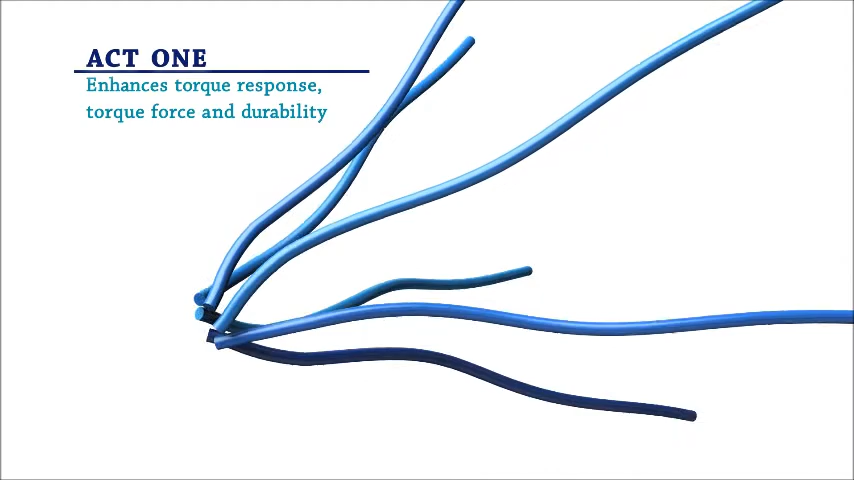 ACT ONE
Enhances torque response,
torque force and durability